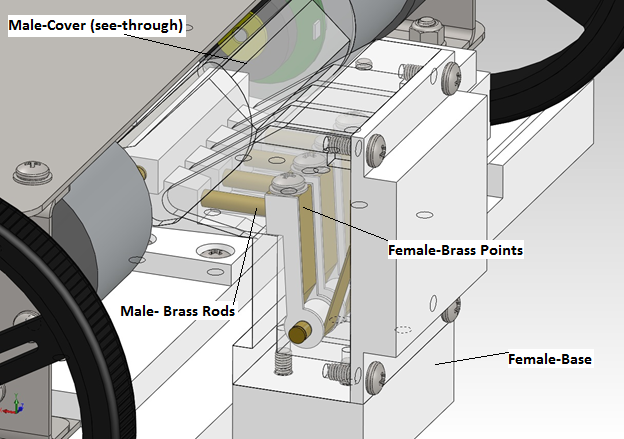 Male-Cover (see-through)
Female-Brass Points
Male- Brass Rods
Female-Base